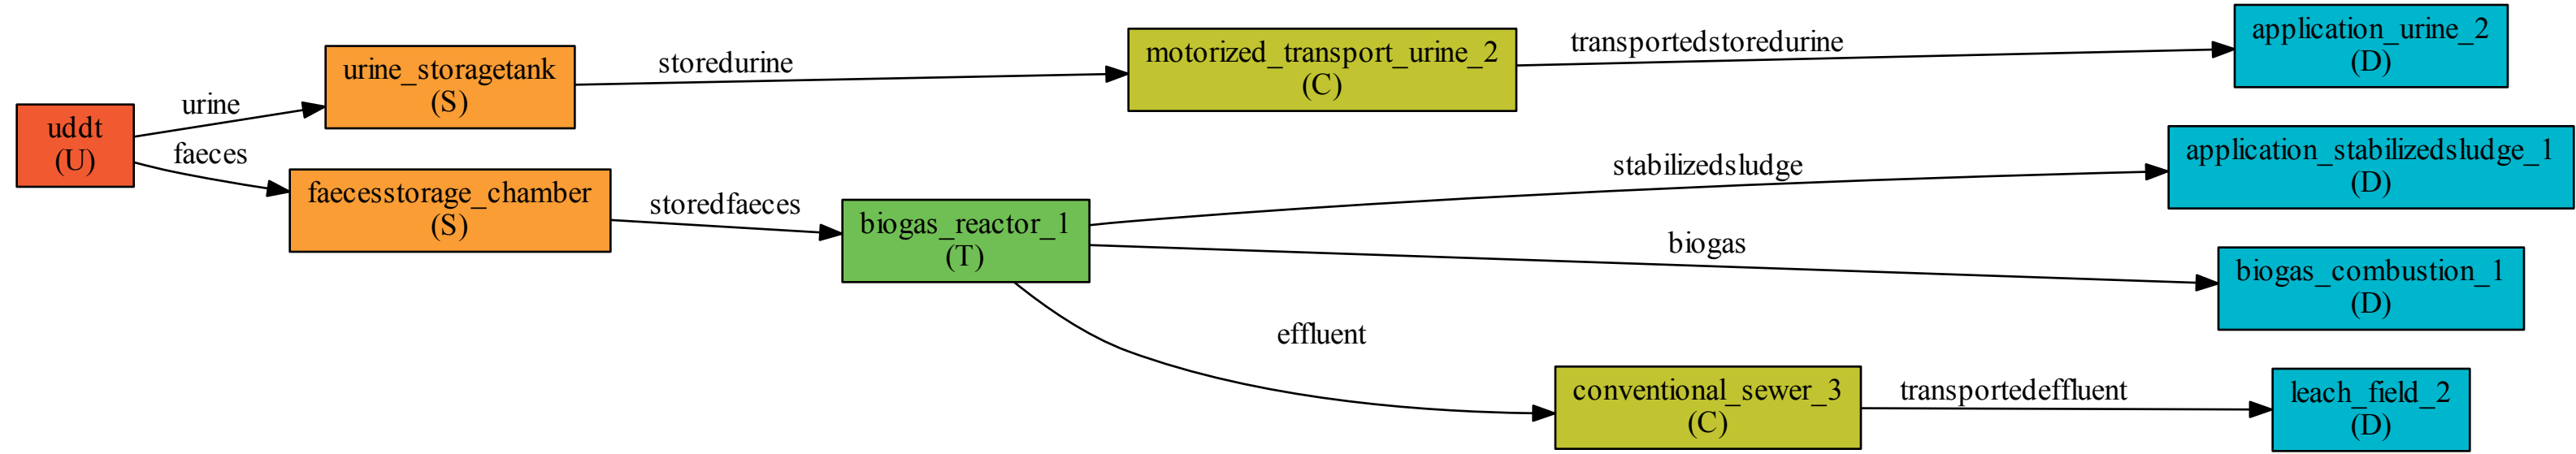 uddt
(U)
urine
faeces
urine_storagetank
(S)
faecesstorage_chamber
(S)
storedurine
storedfaeces
biogas_reactor_1
(T)
motorized_transport_urine_2
(C)
transportedstoredurine
stabilizedsludge
biogas
effluent
conventional_sewer_3
(C)
transportedeffluent
application_urine_2
(D)
application_stabilizedsludge_1
(D)
biogas_combustion_1
(D)
leach_field_2
(D)